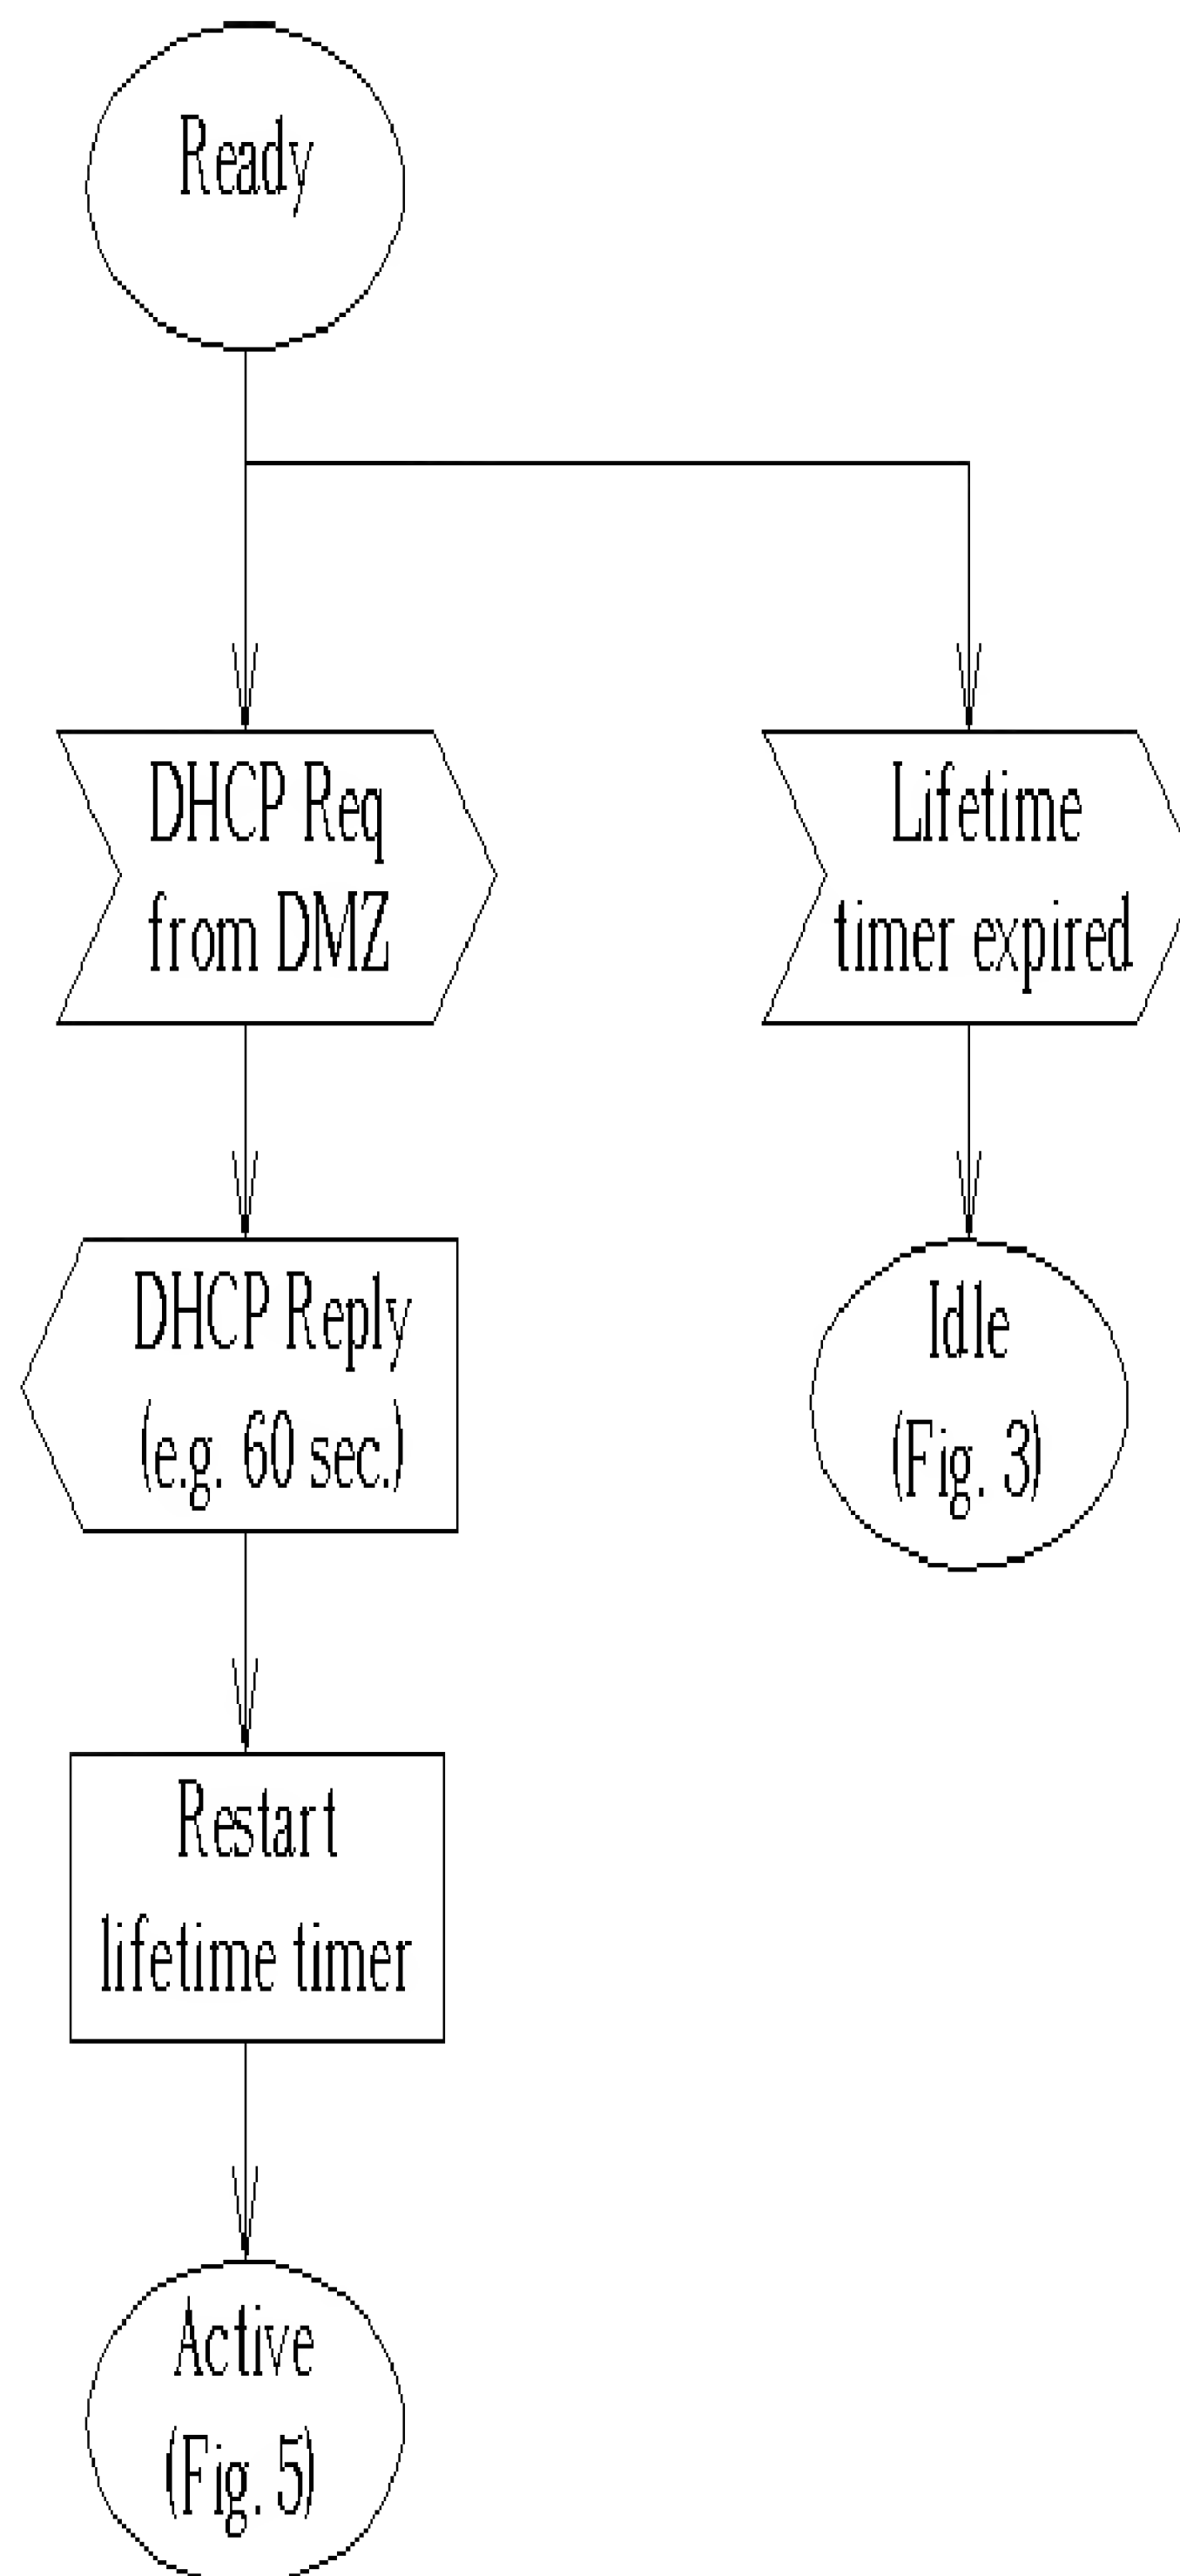 Ready
DHCP Req
from DMZ
Lifetime
timer expired
DHCP Reply
(e.g. 60 sec.)
Idle
(Fig. 3)
Restart
lifetime timer
Active
(Fig. 5)